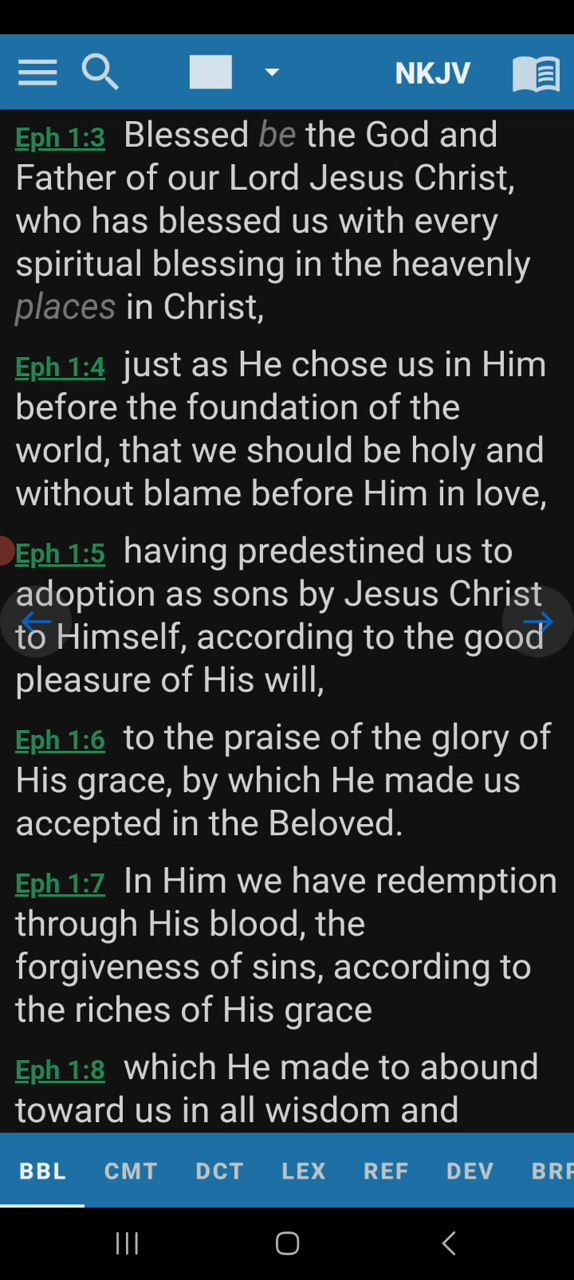 NKJV
Eph 1:3 Blessed be the God and
Father of our Lord Jesus Christ,
who has blessed us with every
spiritual blessing in the heavenly
places in Christ,
Eph 1:4 just as He chose us in Him
before the foundation of the
world, that we should be holy and
without blame before Him in love,
Eph 1:5 having predestined us to
adoption as sons by Jesus Christ
to Himself, according to the good
pleasure of His will,
Eph 1:6 to the praise of the glory of
His grace, by which He made us
accepted in the Beloved.
Eph 1:7 In Him we have redemption
through His blood, the
forgiveness of sins, according to
the riches of His grace
Eph 1:8 which He made to abound
toward us in all wisdom and
BBL CMT DCT LEX REF DEV BRP